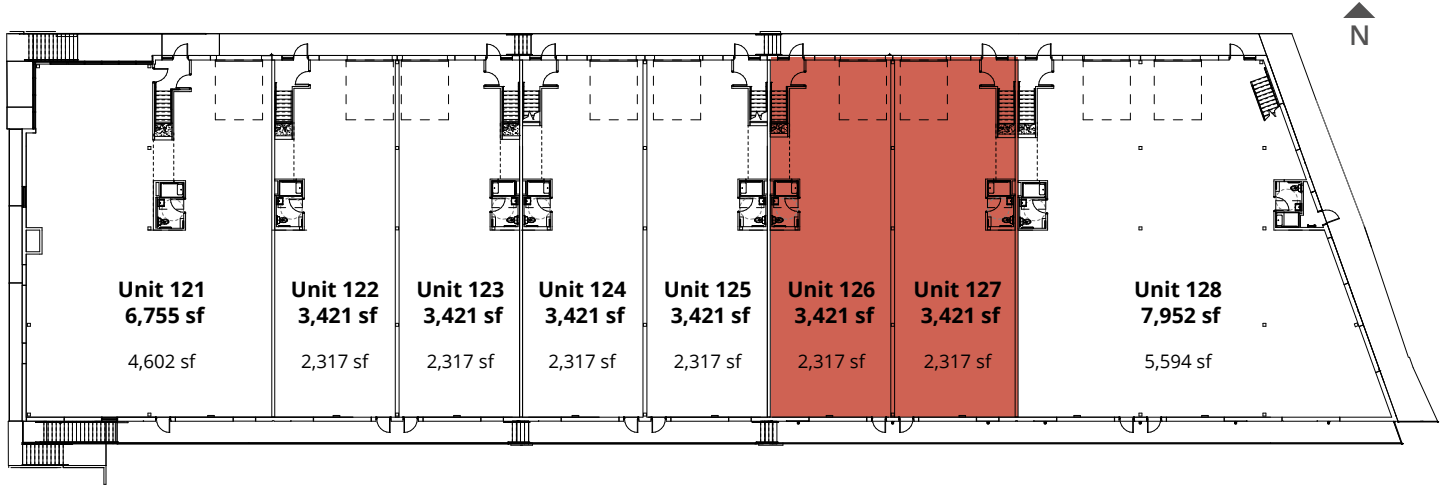 N
Unit 121
6,755 sf
4,602 sf
Unit 122
3,421 sf
2,317 sf
Unit 123
3,421 sf
2,317 sf
Unit 124
3,421 sf
2,317 sf
Unit 125
3,421 sf
2,317 sf
Unit 126
3,421 sf
2,317 sf
Unit 127
3,421 sf
2,317 sf
Unit 128
7,952 sf
5,594 sf